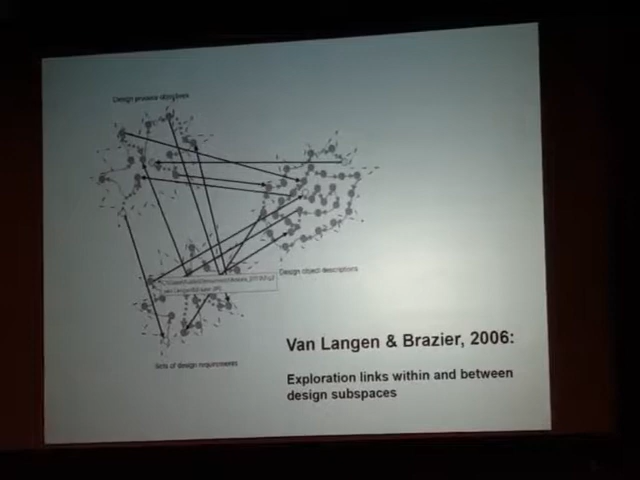 Design process objectives
Design object descriptions
Sets of design requirements
Van Langen & Brazier, 2006:
Exploration links within and between
design subspaces